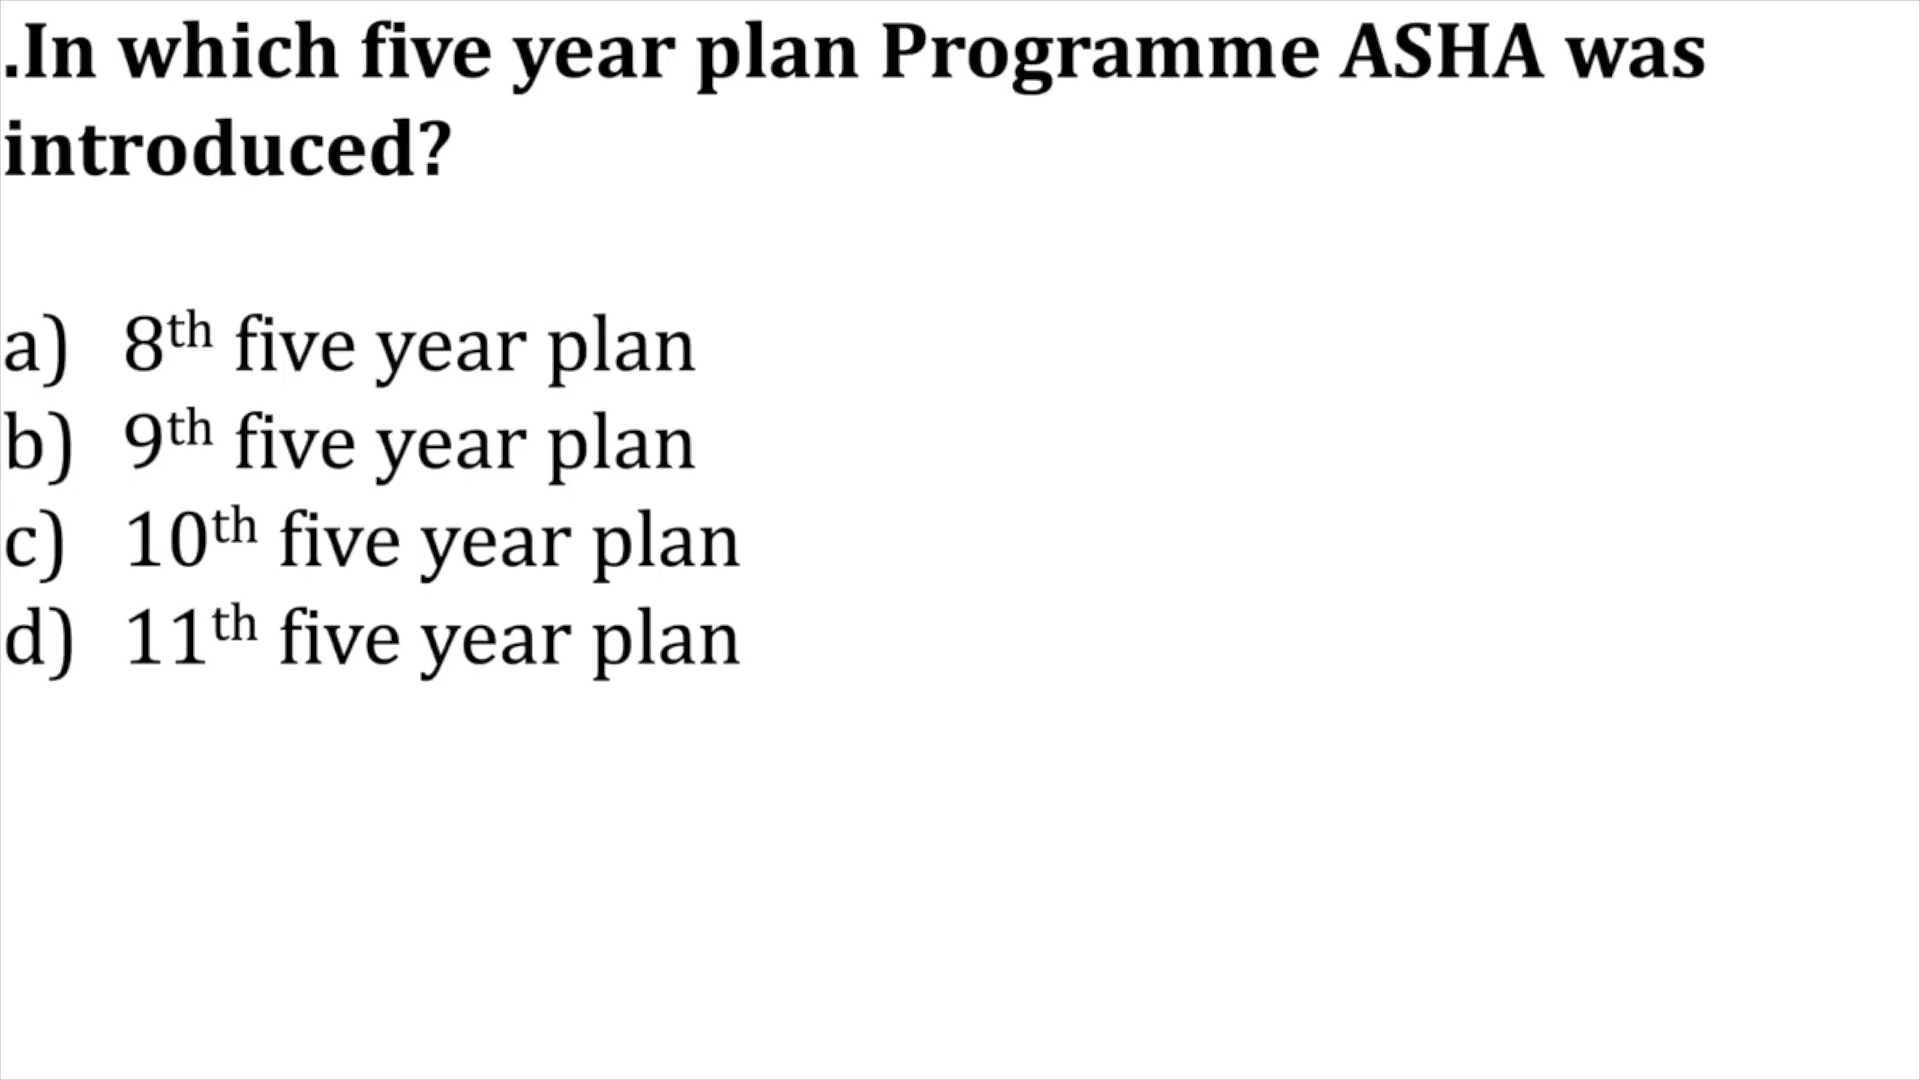 .In which five year plan Programme ASHA was
introduced?
a) 8th five year plan
b) 9th five year plan
c) 10th five year plan
d) 11th five year plan